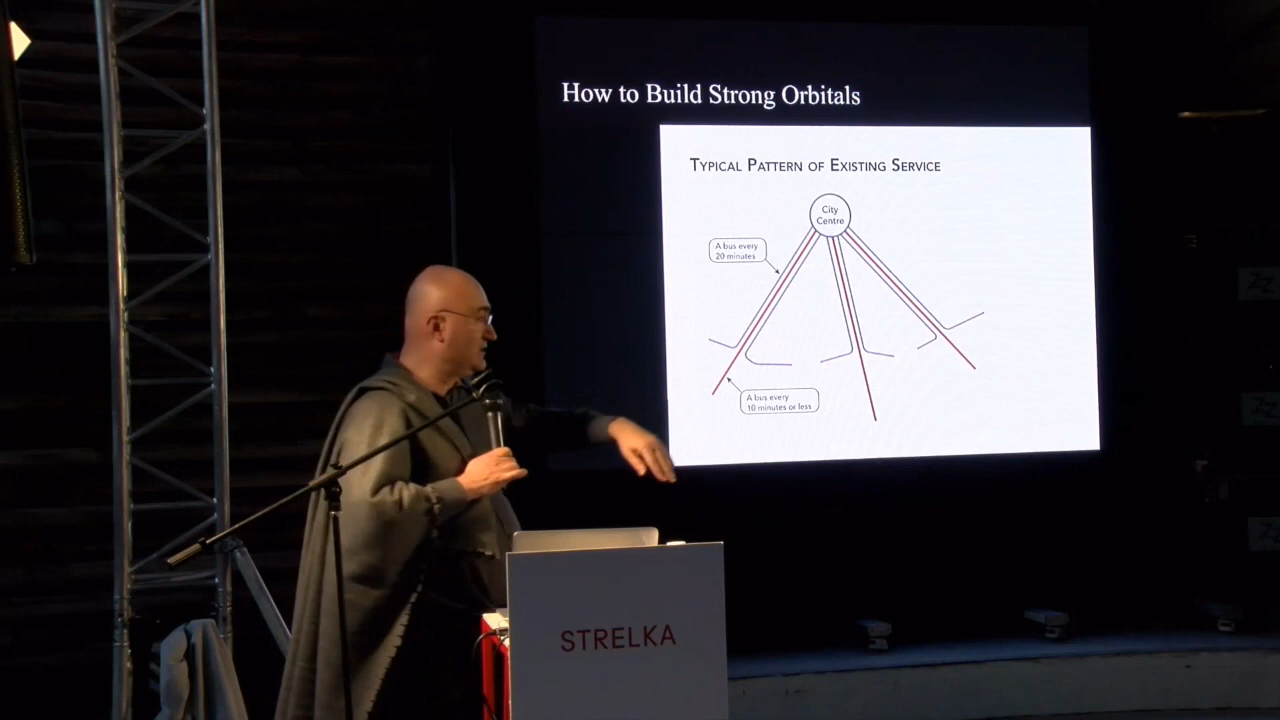 How to Build Strong Orbitals
TYPICAL PATTERN OF EXISTING SERVICE
City
Centre
A bus every
20 minutes
A bus every
10 minutes or less
STRELKA